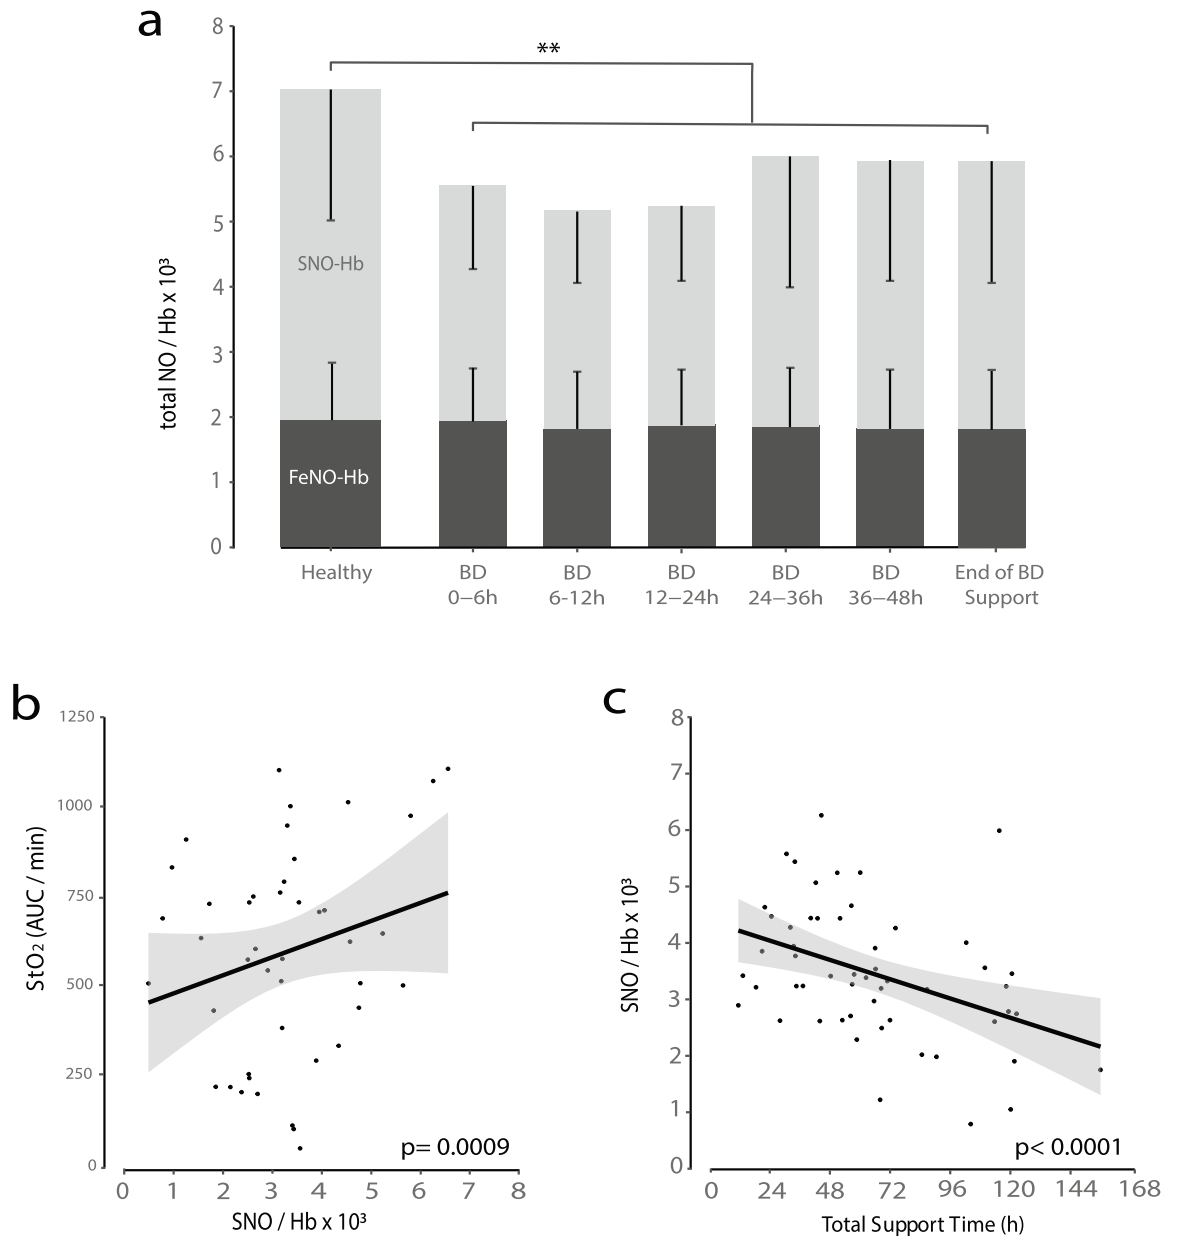 a
8
7
6
5
4
3
2
1
0
total NO / Hb x 10³
**
SNO-Hb
FeNO-Hb
Healthy
BD
0–6h
BD
6-12h
BD
12–24h
BD
24–36h
BD
36–48h
End of BD
Support
b
1250
1000
750
500
250
0
StO₂ (AUC / min)
p= 0.0009
0 1 2 3 4 5 6 7 8
SNO / Hb x 10³
c
8
7
6
5
4
3
2
1
0
SNO / Hb x 10³
p< 0.0001
0 24 48 72 96 120 144 168
Total Support Time (h)